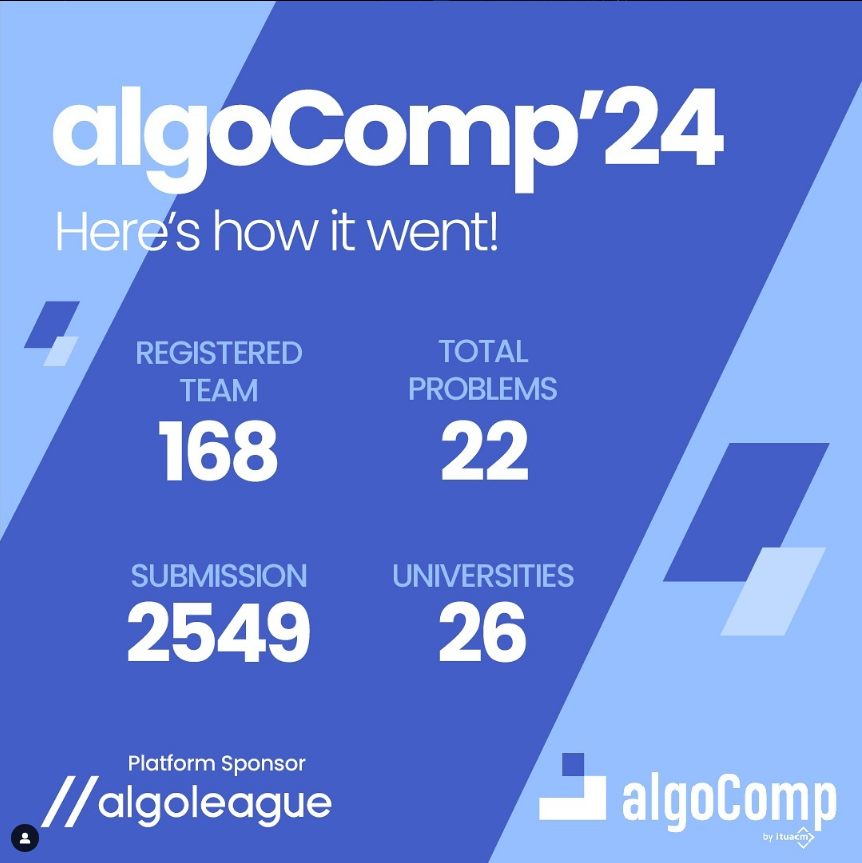 algoComp’24
Here’s how it went!
REGISTERED
TEAM
168
TOTAL
PROBLEMS
22
SUBMISSION
2549
UNIVERSITIES
26
Platform Sponsor
//algoleague
algoComp
by ituacm